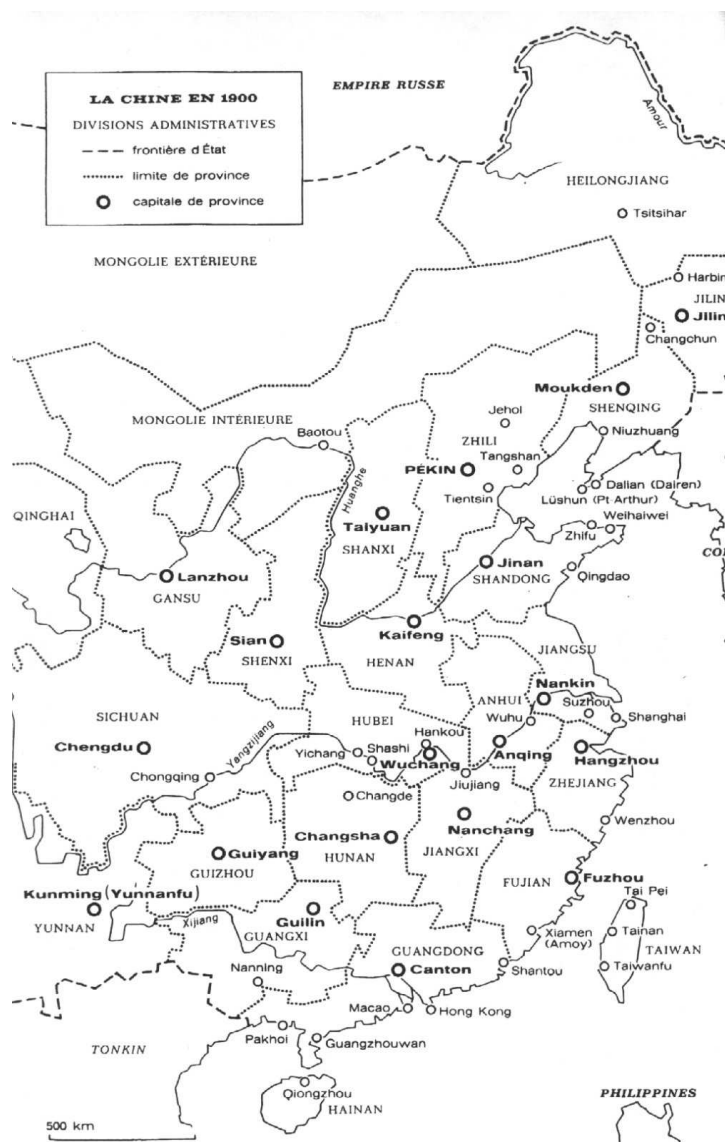 LA CHINE EN 1900
DIVISIONS ADMINISTRATIVES
frontière d'État
limite de province
capitale de province
EMPIRE RUSSE
Amour
HEILONGJIANG
Tsitsihar
MONGOLIE EXTÉRIEURE
Harbin
JILIN
Jilin
Changchun
Moukden
SHENQING
MONGOLIE INTÉRIEURE
Jehol
Baotou
ZHILI
Niuzhuang
Tangshan
PÉKIN
Huanghe
Tientsin
Dalian (Dairen)
Lüshun (Pt-Arthur)
Weihaiwei
QINGHAI
Taiyuan
Zhifu
SHANXI
Jinan
CO
Lanzhou
SHANDONG
Qingdao
GANSU
Kaifeng
Sian
JIANGSU
SHENXI
HENAN
Nankin
ANHUI
Suzhou
SICHUAN
HUBEI
Wuhu
Shanghai
Yangzijiang
Hankou
Chengdu
Yichang
Shashi
Wuchang
Anqing
Hangzhou
Chongqing
Jiujiang
ZHEJIANG
Changde
Nanchang
Wenzhou
Changsha
Guiyang
HUNAN
JIANGXI
GUIZHOU
FUJIAN
Fuzhou
Kunming (Yunnanfu)
Tai Pei
Guilin
YUNNAN
Xijiang
Xiamen
(Amoy)
Tainan
GUANGXI
GUANGDONG
TAIWAN
Nanning
Canton
Shantou
Taiwanfu
Macao
Hong Kong
Pakhoi
Guangzhouwan
TONKIN
Qiongzhou
HAINAN
PHILIPPINES
500 km